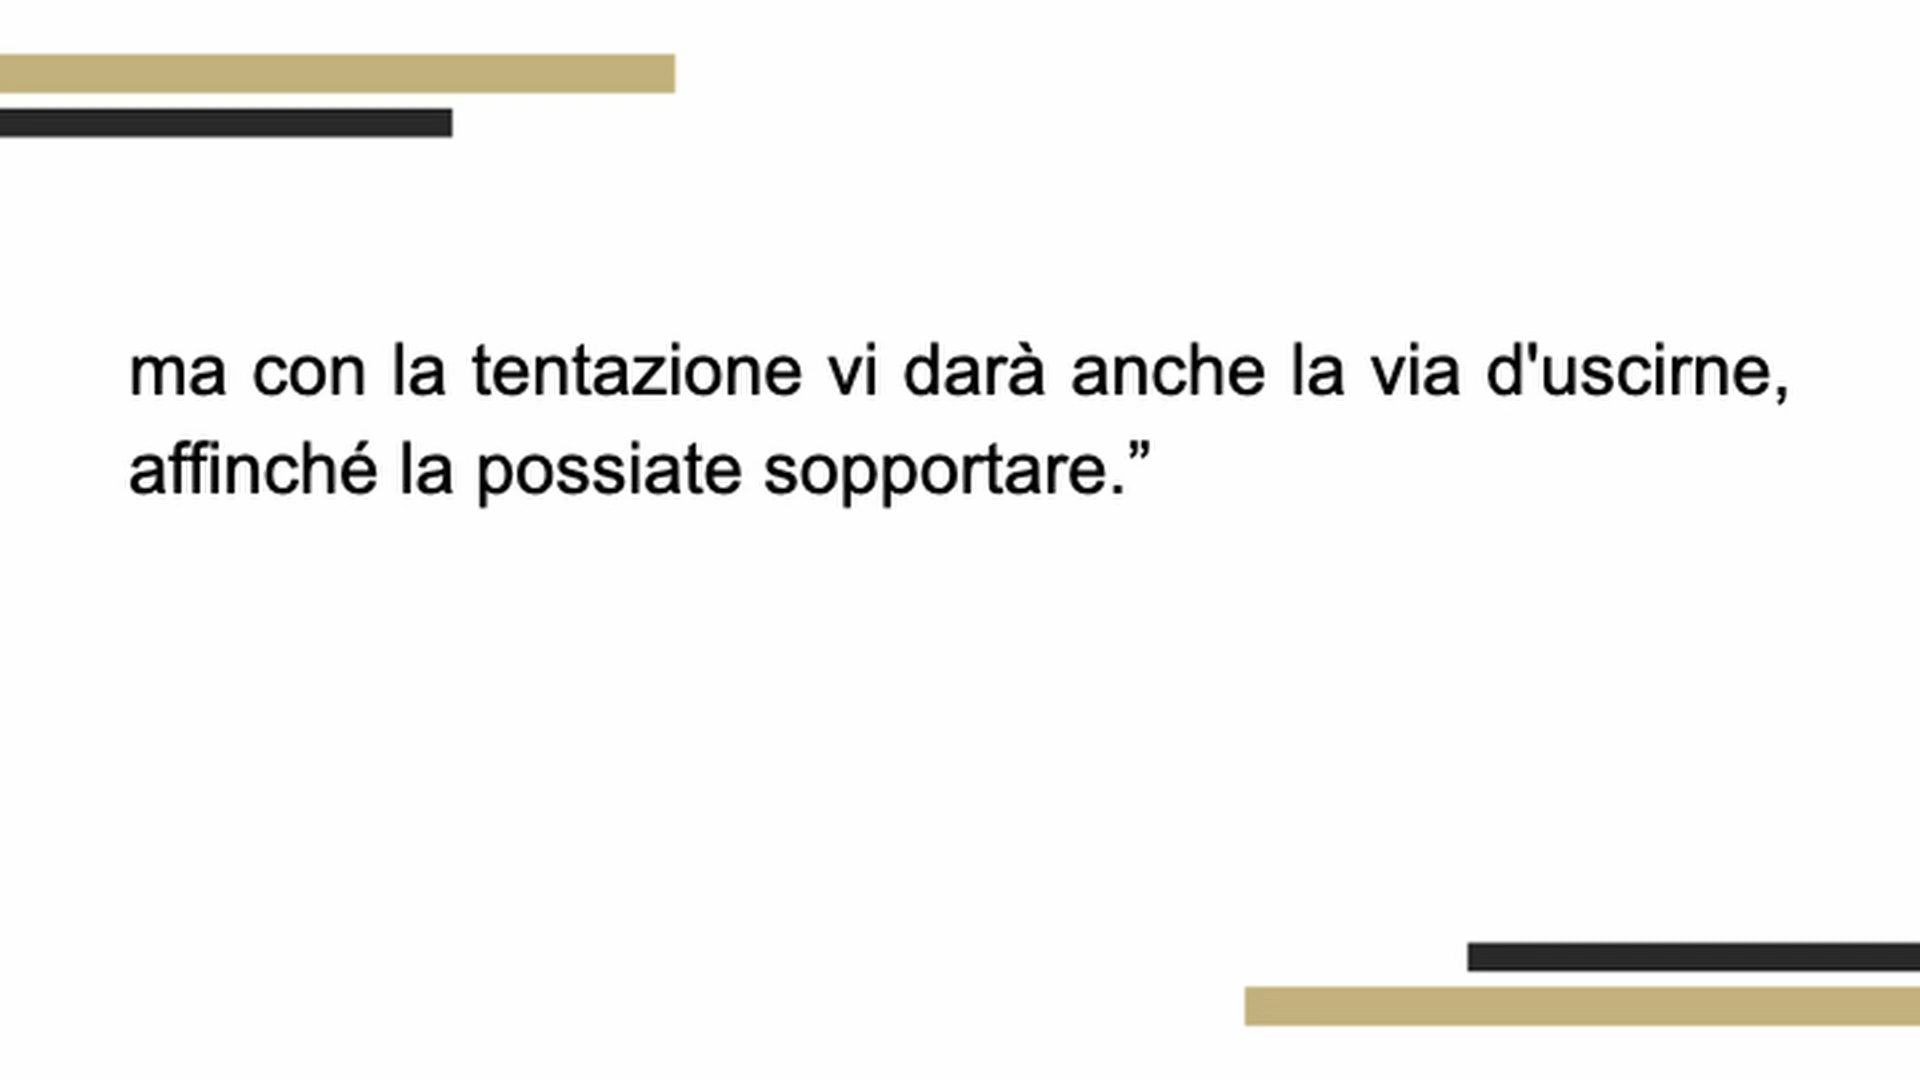 ma con la tentazione vi darà anche la via d'uscirne,
affinché la possiate sopportare.”